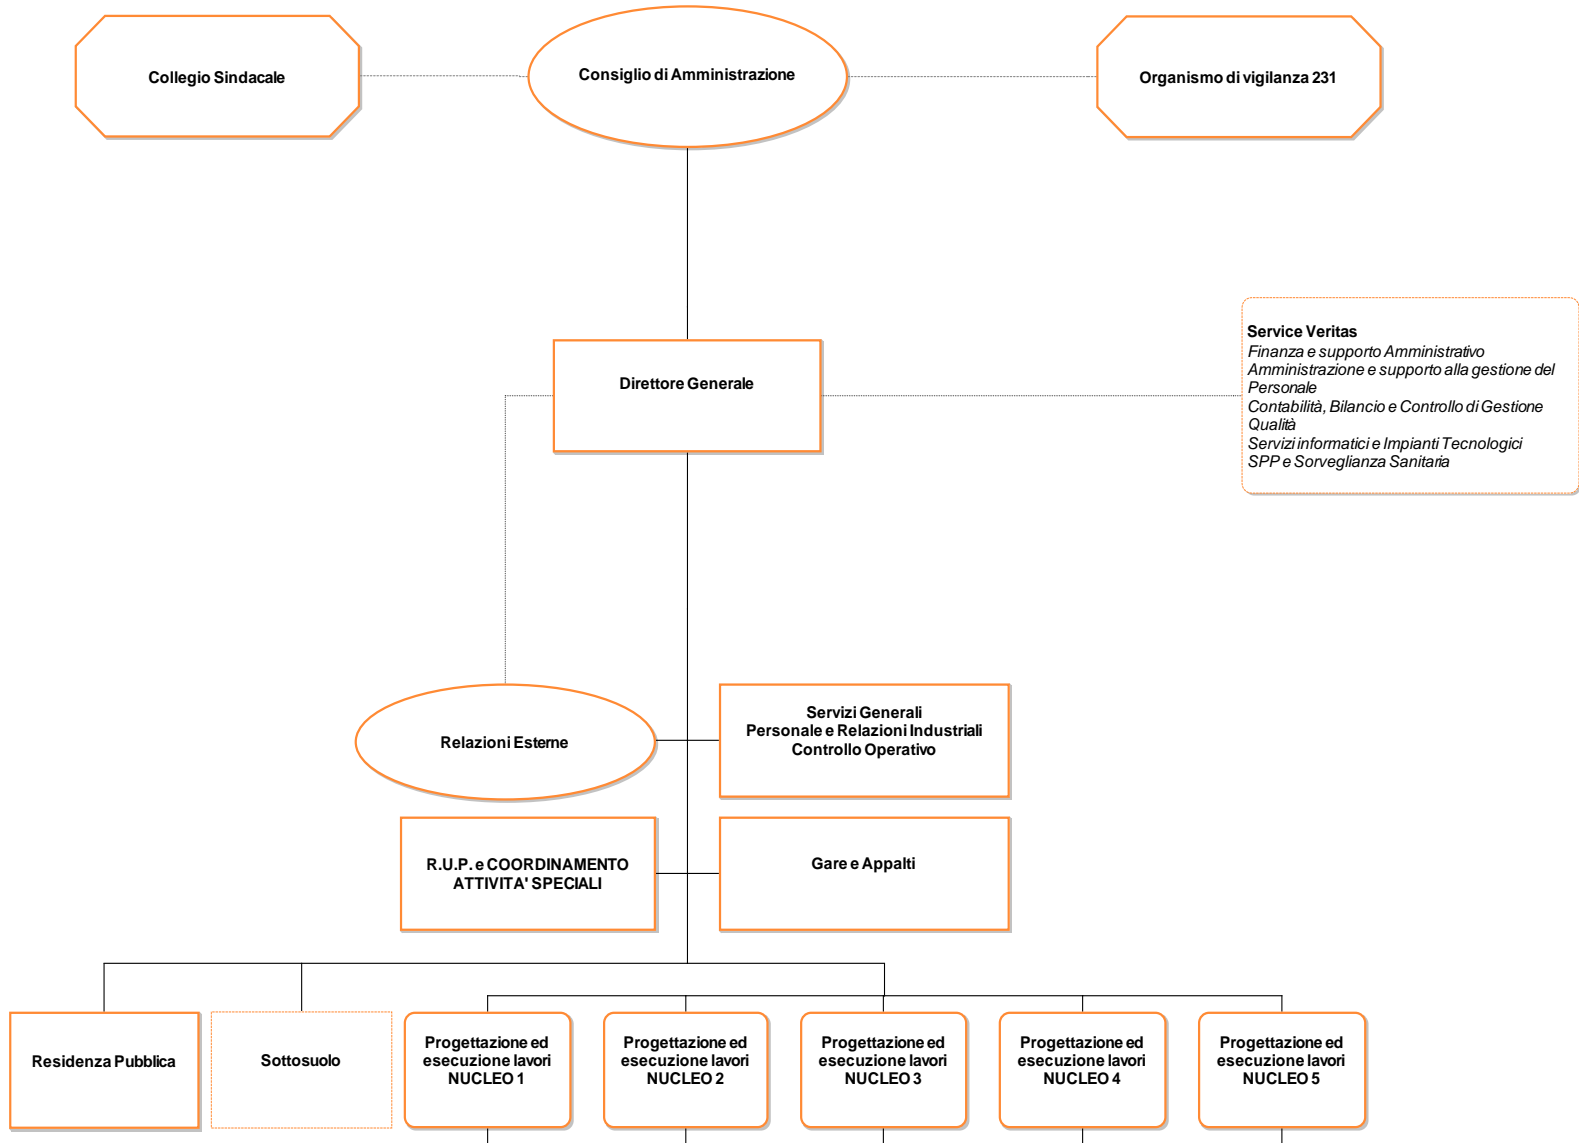 Collegio Sindacale
Consiglio di Amministrazione
Organismo di vigilanza 231
Service Veritas
Finanza e supporto Amministrativo
Amministrazione e supporto alla gestione del
Personale
Contabilità, Bilancio e Controllo di Gestione
Qualità
Servizi informatici e Impianti Tecnologici
SPP e Sorveglianza Sanitaria
Direttore Generale
Relazioni Esterne
Servizi Generali
Personale e Relazioni Industriali
Controllo Operativo
R.U.P. e COORDINAMENTO
ATTIVITA' SPECIALI
Gare e Appalti
Residenza Pubblica
Sottosuolo
Progettazione ed
esecuzione lavori
NUCLEO 1
Progettazione ed
esecuzione lavori
NUCLEO 2
Progettazione ed
esecuzione lavori
NUCLEO 3
Progettazione ed
esecuzione lavori
NUCLEO 4
Progettazione ed
esecuzione lavori
NUCLEO 5